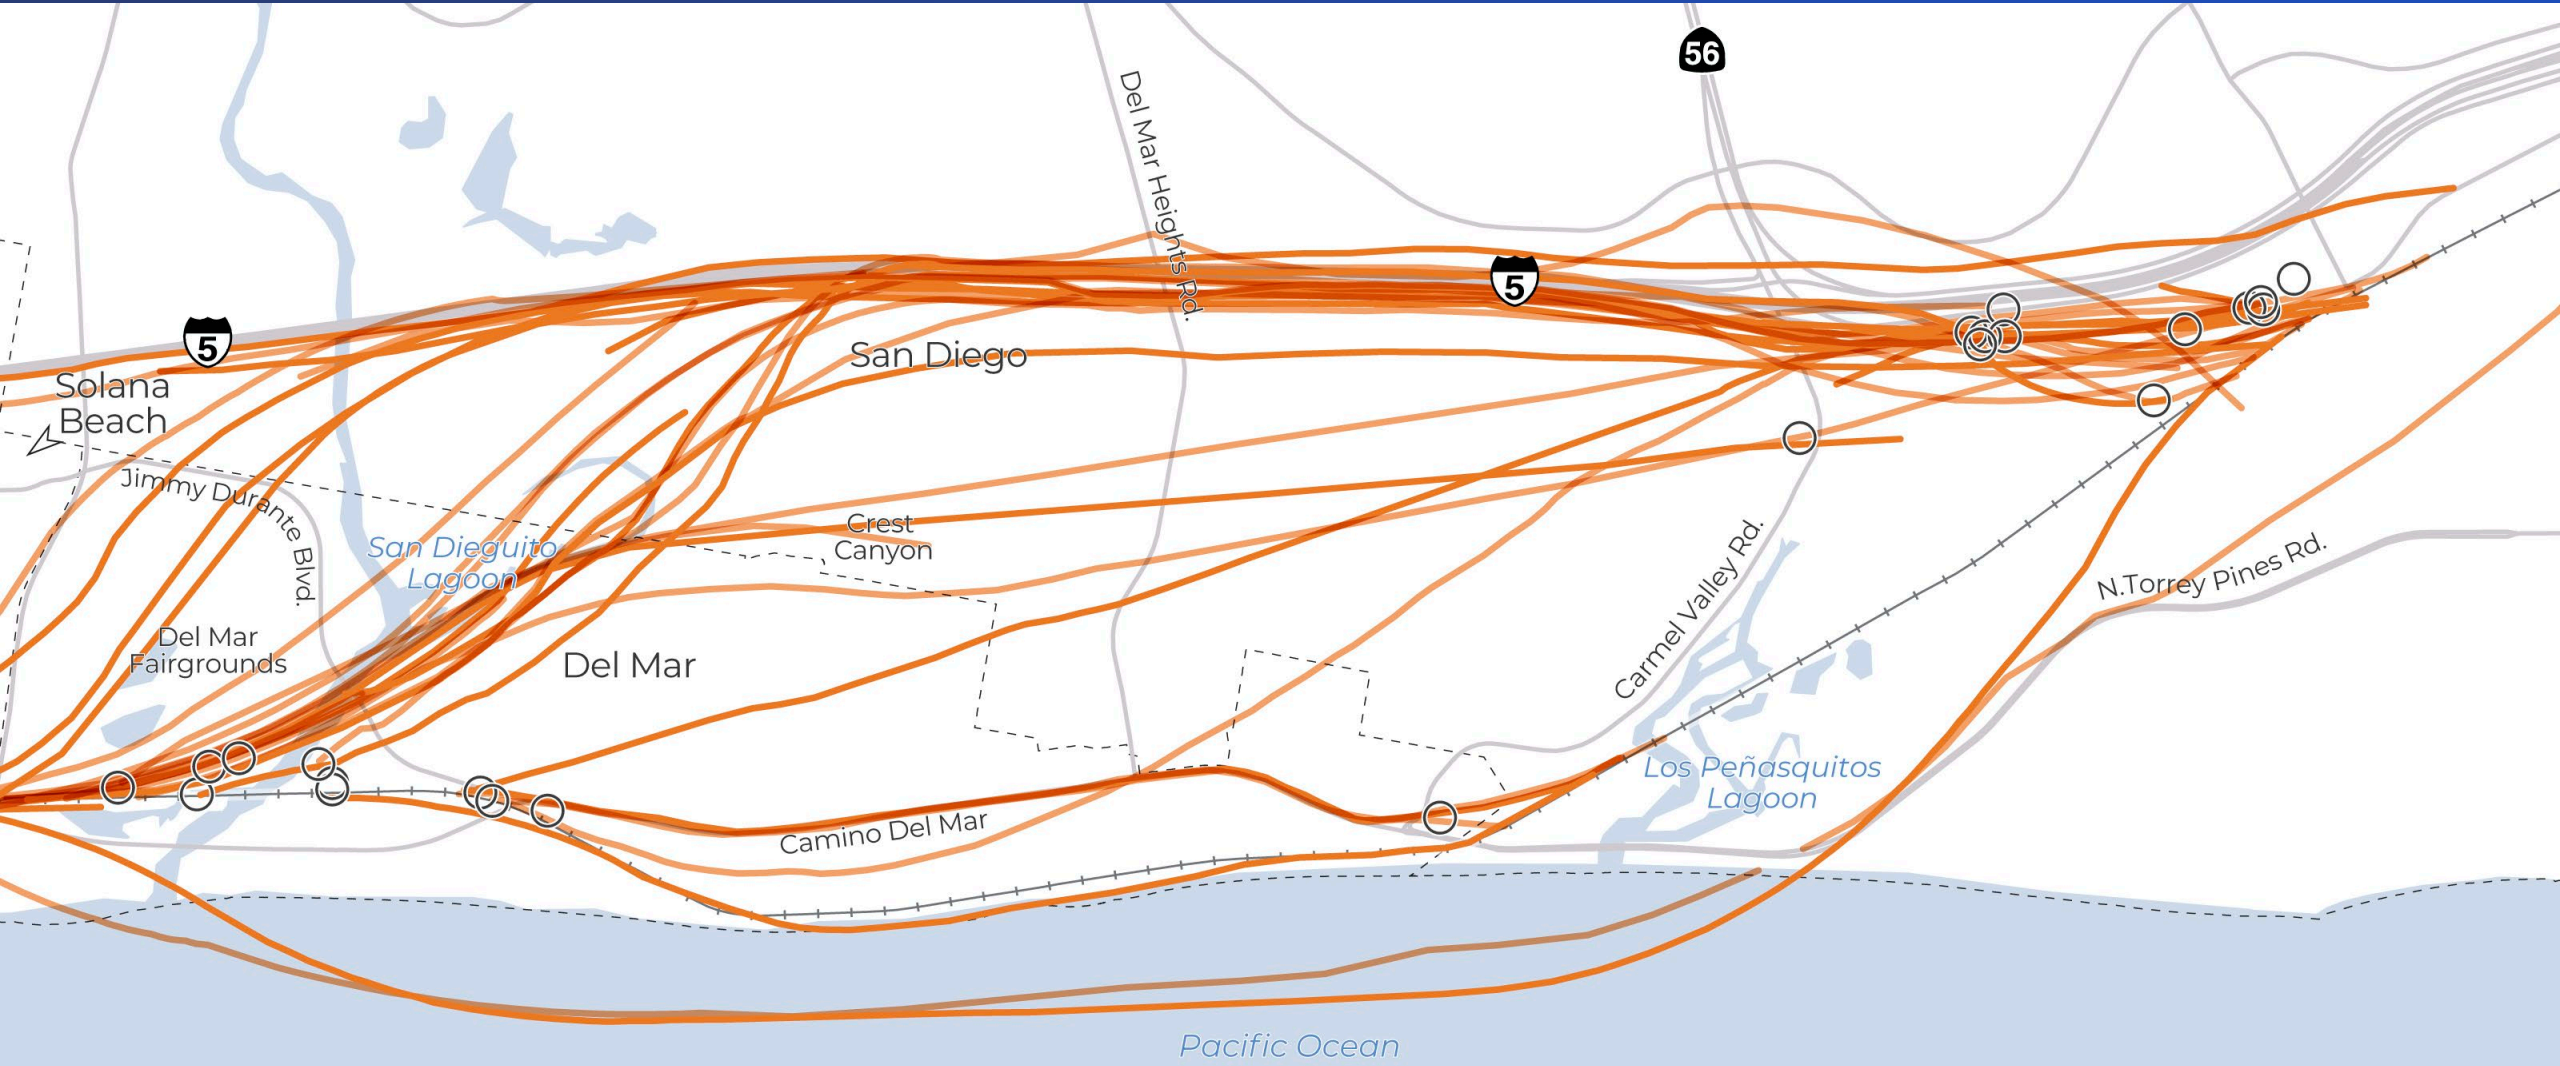 56
Del Mar Heights Rd.
5
5
Solana
Beach
San Diego
Jimmy Durante Blvd.
Crest
Canyon
San Dieguito
Lagoon
Carmel Valley Rd.
N.Torrey Pines Rd.
Del Mar
Fairgrounds
Del Mar
Los Peñasquitos
Lagoon
Camino Del Mar
Pacific Ocean